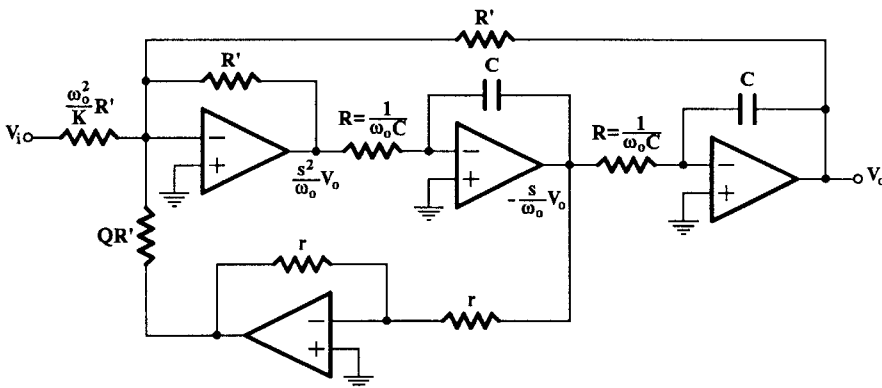 R'
R'
C
C
ω₀²/K R'
R=1/ω₀C
R=1/ω₀C
Vᵢ
−
+
s²/ω₀ V₀
−
+
-s/ω₀ V₀
−
+
V₀
QR'
r
r
−
+